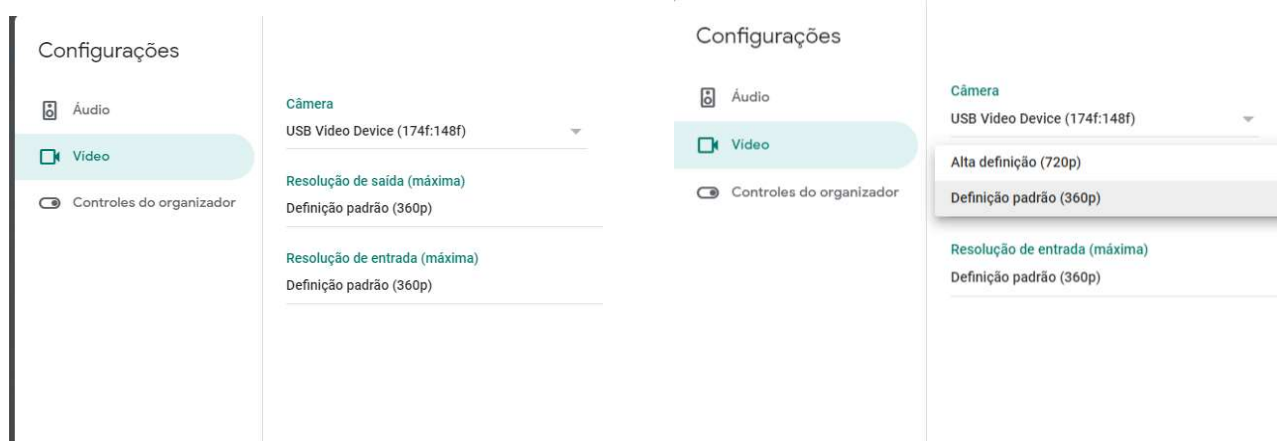 Configurações
Áudio
Vídeo
Controles do organizador
Câmera
USB Video Device (174f:148f)
Resolução de saída (máxima)
Definição padrão (360p)
Resolução de entrada (máxima)
Definição padrão (360p)
Configurações
Áudio
Vídeo
Controles do organizador
Câmera
USB Video Device (174f:148f)
Alta definição (720p)
Definição padrão (360p)
Resolução de entrada (máxima)
Definição padrão (360p)